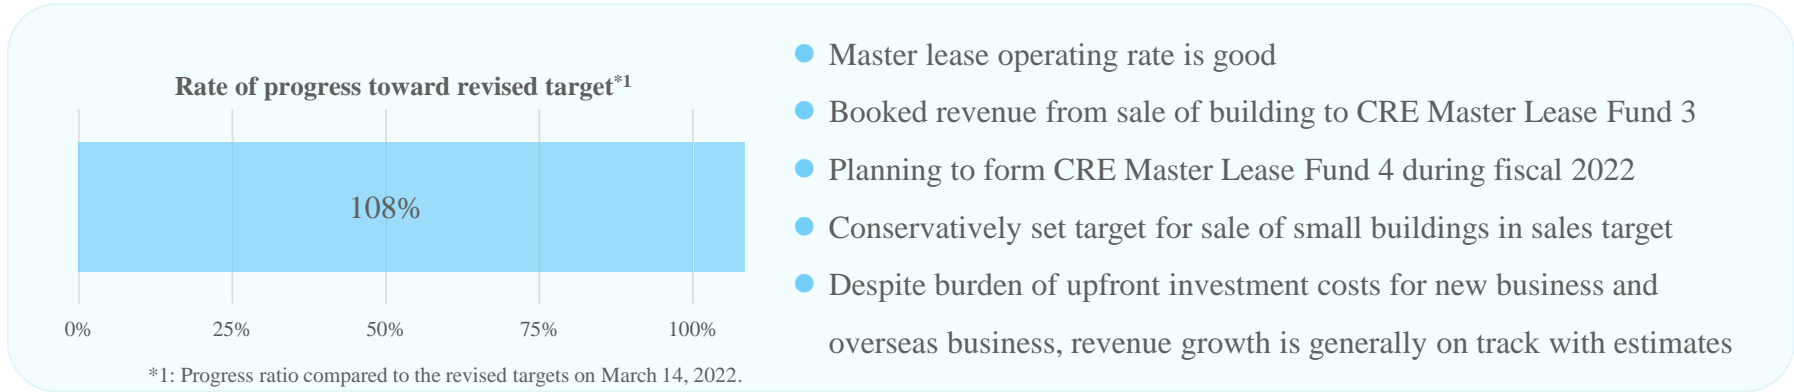 Rate of progress toward revised target*1
108%
0% 25% 50% 75% 100%
*1: Progress ratio compared to the revised targets on March 14, 2022.
Master lease operating rate is good
Booked revenue from sale of building to CRE Master Lease Fund 3
Planning to form CRE Master Lease Fund 4 during fiscal 2022
Conservatively set target for sale of small buildings in sales target
Despite burden of upfront investment costs for new business and
overseas business, revenue growth is generally on track with estimates